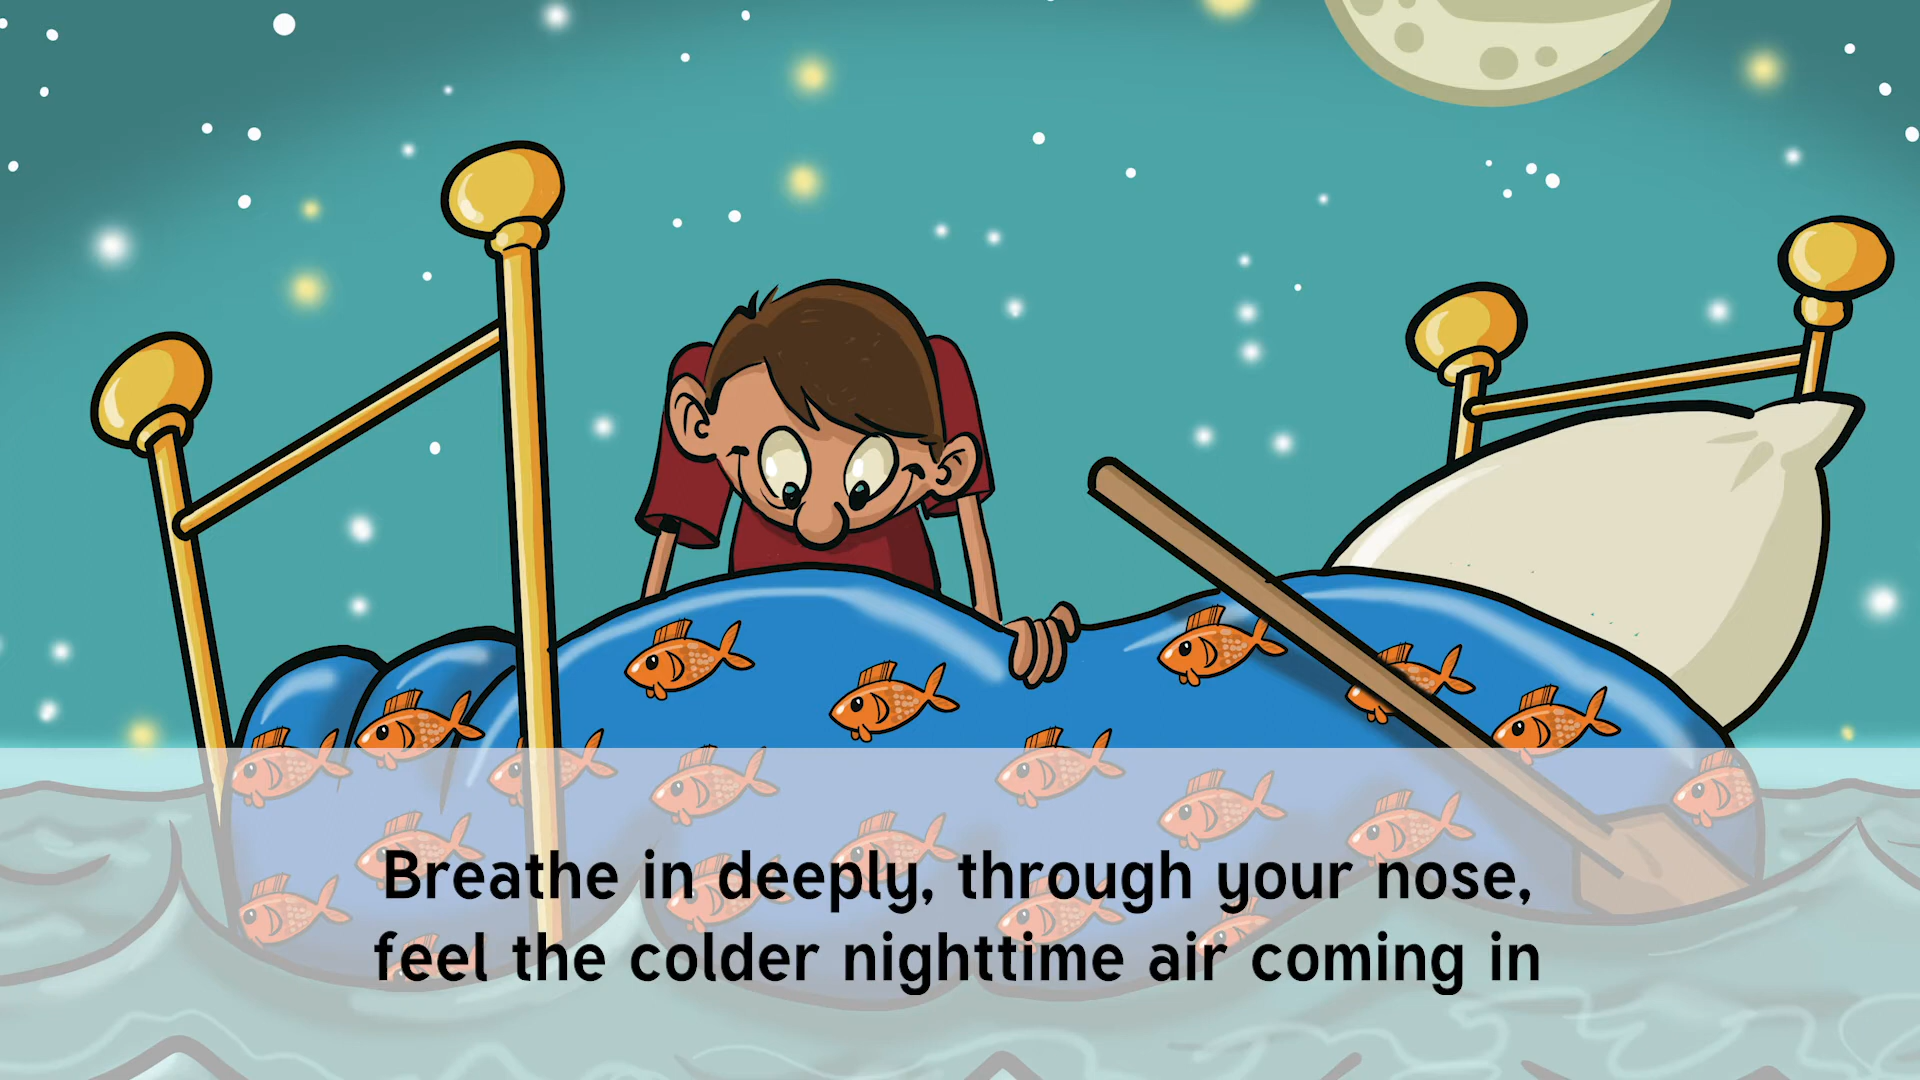 Breathe in deeply, through your nose,
feel the colder nighttime air coming in